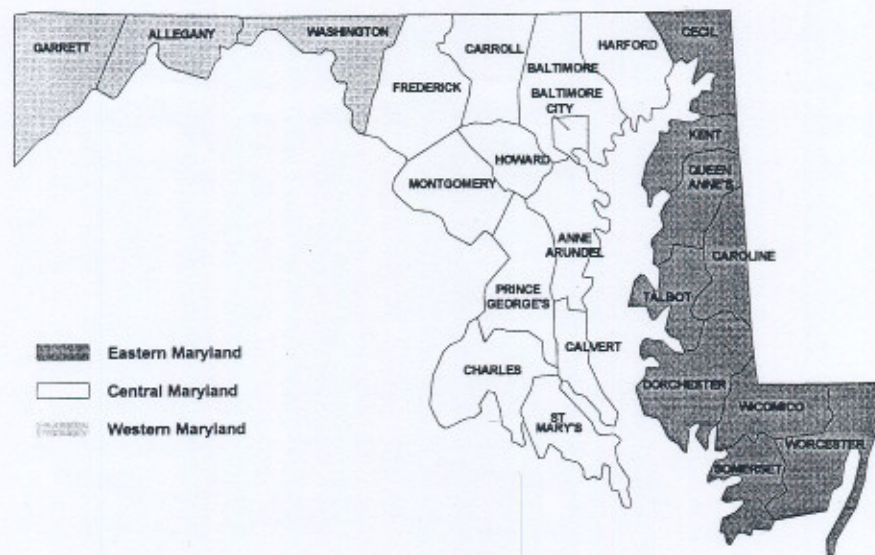 GARRETT
ALLEGANY
WASHINGTON
FREDERICK
CARROLL
BALTIMORE
BALTIMORE
CITY
HARFORD
CECIL
KENT
QUEEN
ANNE'S
HOWARD
MONTGOMERY
ANNE
ARUNDEL
CAROLINE
TALBOT
PRINCE
GEORGE'S
CALVERT
CHARLES
ST
MARY'S
DORCHESTER
WICOMICO
WORCESTER
SOMERSET
Eastern Maryland
Central Maryland
Western Maryland